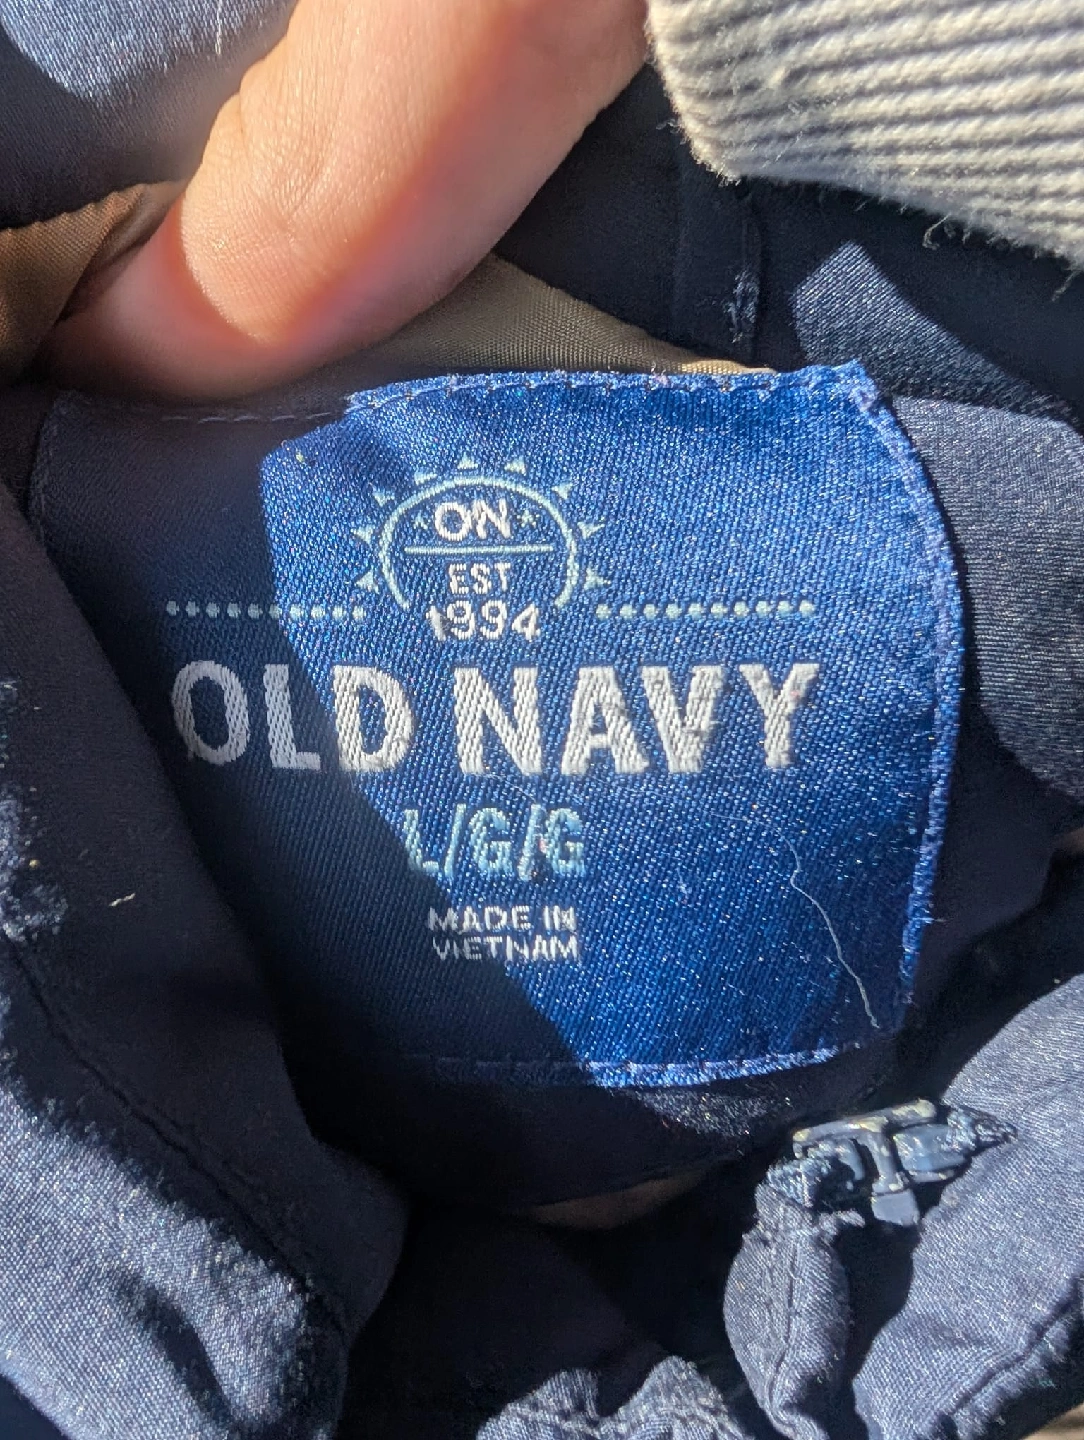 ON
EST
1994
OLD NAVY
L/G/G
MADE IN
VIETNAM